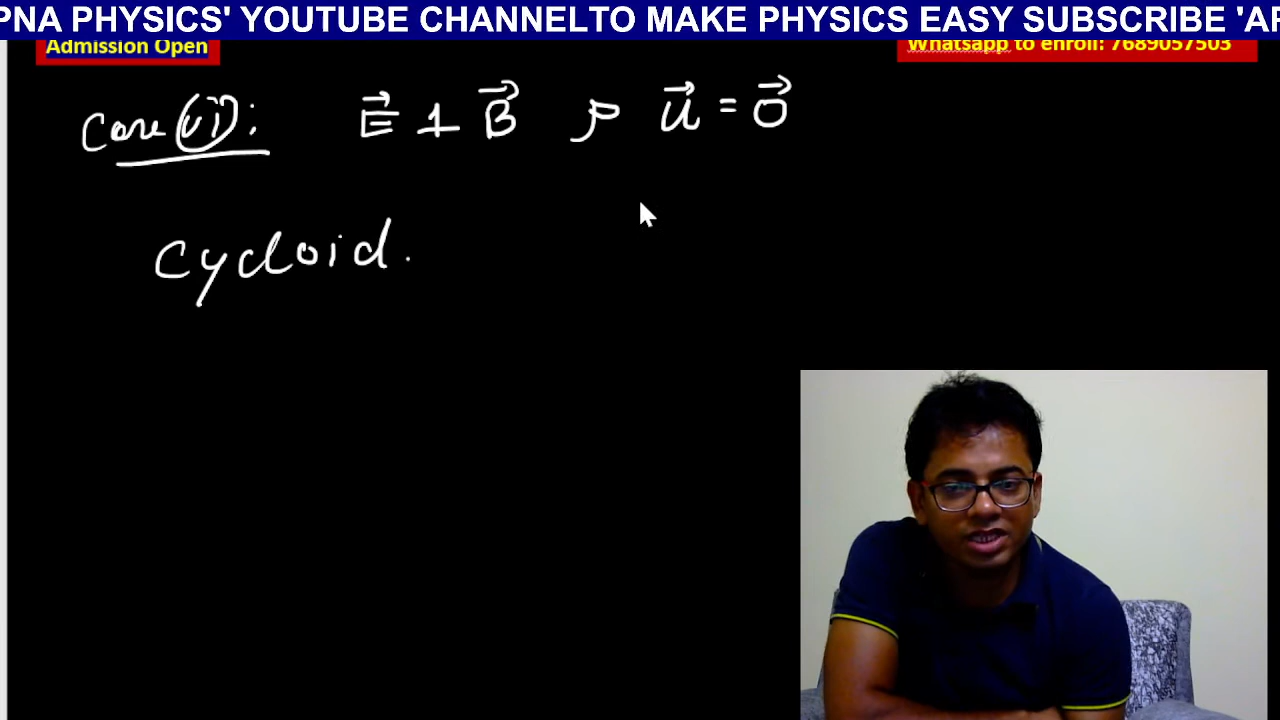 PNA PHYSICS' YOUTUBE CHANNELTO MAKE PHYSICS EASY SUBSCRIBE 'AP
Admission Open Whatsapp to enroll: 7689057503
Case (vi): E⃗ ⊥ B⃗ , u⃗ = 0⃗
Cycloid.